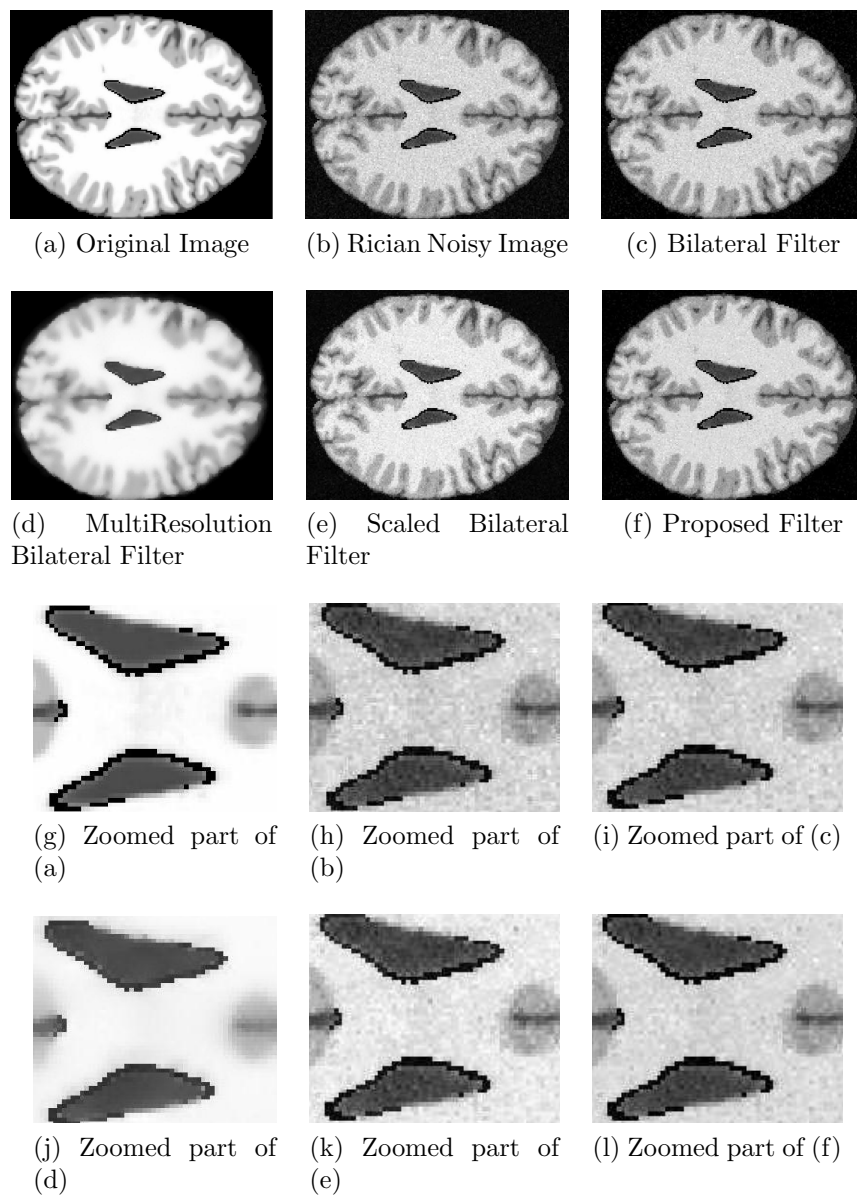 (a) Original Image
(b) Rician Noisy Image
(c) Bilateral Filter
(d) MultiResolution
Bilateral Filter
(e) Scaled Bilateral
Filter
(f) Proposed Filter
(g) Zoomed part of
(a)
(h) Zoomed part of
(b)
(i) Zoomed part of (c)
(j) Zoomed part of
(d)
(k) Zoomed part of
(e)
(l) Zoomed part of (f)